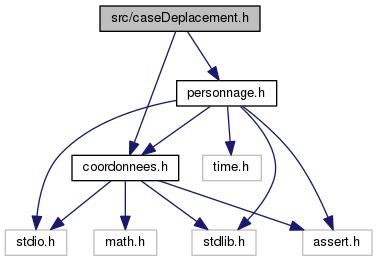 src/caseDeplacement.h
personnage.h
coordonnees.h
time.h
stdio.h
math.h
stdlib.h
assert.h